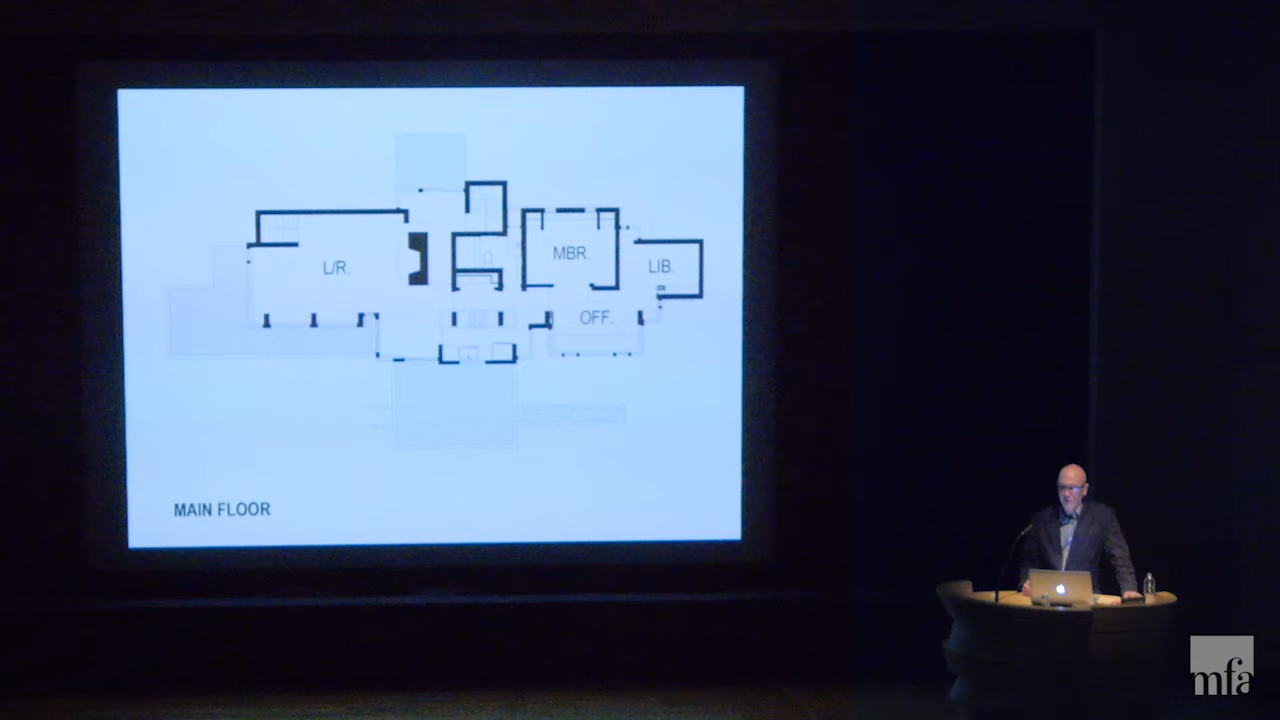 L/R.
MBR.
LIB.
OFF.
MAIN FLOOR
mfa